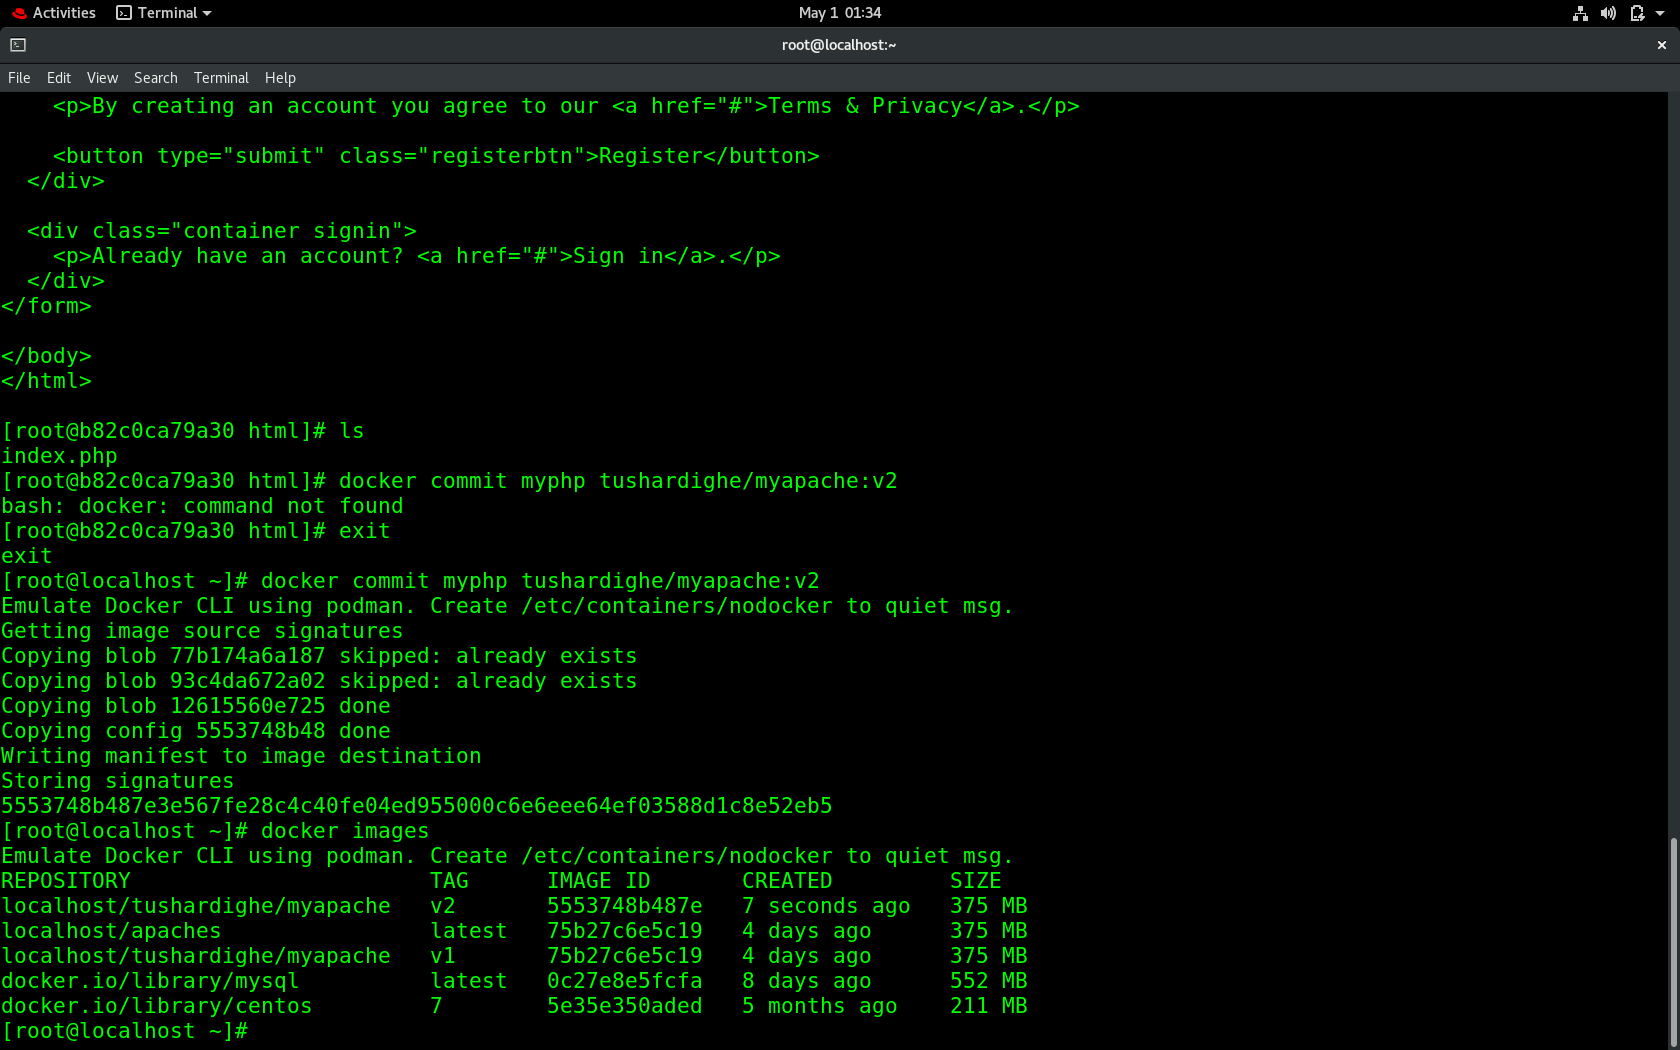 Activities Terminal May 1 01:34
root@localhost:~
File Edit View Search Terminal Help
    <p>By creating an account you agree to our <a href="#">Terms & Privacy</a>.</p>

    <button type="submit" class="registerbtn">Register</button>
  </div>

  <div class="container signin">
    <p>Already have an account? <a href="#">Sign in</a>.</p>
  </div>
</form>

</body>
</html>

[root@b82c0ca79a30 html]# ls
index.php
[root@b82c0ca79a30 html]# docker commit myphp tushardighe/myapache:v2
bash: docker: command not found
[root@b82c0ca79a30 html]# exit
exit
[root@localhost ~]# docker commit myphp tushardighe/myapache:v2
Emulate Docker CLI using podman. Create /etc/containers/nodocker to quiet msg.
Getting image source signatures
Copying blob 77b174a6a187 skipped: already exists
Copying blob 93c4da672a02 skipped: already exists
Copying blob 12615560e725 done
Copying config 5553748b48 done
Writing manifest to image destination
Storing signatures
5553748b487e3e567fe28c4c40fe04ed955000c6e6eee64ef03588d1c8e52eb5
[root@localhost ~]# docker images
Emulate Docker CLI using podman. Create /etc/containers/nodocker to quiet msg.
REPOSITORY                       TAG      IMAGE ID       CREATED         SIZE
localhost/tushardighe/myapache   v2       5553748b487e   7 seconds ago   375 MB
localhost/apaches                latest   75b27c6e5c19   4 days ago      375 MB
localhost/tushardighe/myapache   v1       75b27c6e5c19   4 days ago      375 MB
docker.io/library/mysql          latest   0c27e8e5fcfa   8 days ago      552 MB
docker.io/library/centos         7        5e35e350aded   5 months ago    211 MB
[root@localhost ~]#